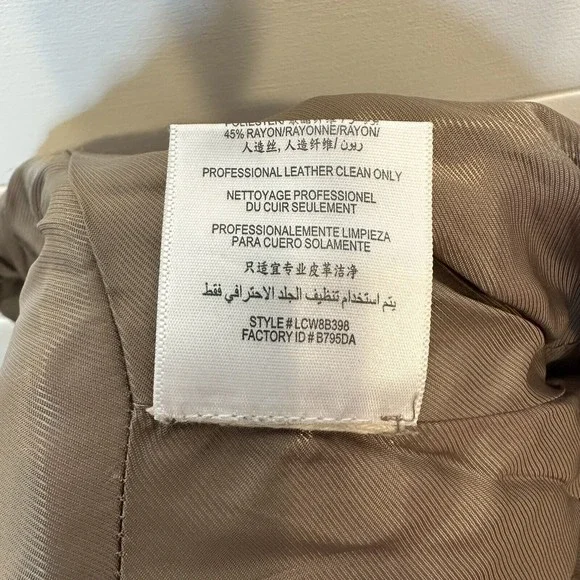 45% RAYON/RAYONNE/RAYON/
人造丝, 人造纤维/ ريون
PROFESSIONAL LEATHER CLEAN ONLY
NETTOYAGE PROFESSIONEL
DU CUIR SEULEMENT
PROFESIONALEMENTE LIMPIEZA
PARA CUERO SOLAMENTE
只适宜专业皮革洁净
يتم استخدام تنظيف الجلد الاحترافي فقط
STYLE # LCW8B398
FACTORY ID # B795DA